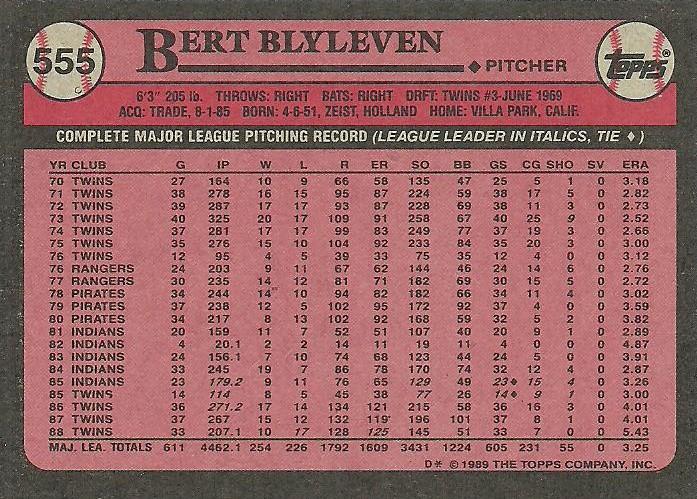 555 BERT BLYLEVEN
◆ PITCHER topps®
6'3" 205 lb. THROWS: RIGHT BATS: RIGHT DRFT: TWINS #3-JUNE 1969
ACQ: TRADE, 8-1-85 BORN: 4-6-51, ZEIST, HOLLAND HOME: VILLA PARK, CALIF.
COMPLETE MAJOR LEAGUE PITCHING RECORD (LEAGUE LEADER IN ITALICS, TIE ♦)
YR CLUB G IP W L R ER SO BB GS CG SHO SV ERA
70 TWINS 27 164 10 9 66 58 135 47 25 5 1 0 3.18
71 TWINS 38 278 16 15 95 87 224 59 38 17 5 0 2.82
72 TWINS 39 287 17 17 93 87 228 69 38 11 3 0 2.73
73 TWINS 40 325 20 17 109 91 258 67 40 25 9 0 2.52
74 TWINS 37 281 17 17 99 83 249 77 37 19 3 0 2.66
75 TWINS 35 276 15 10 104 92 233 84 35 20 3 0 3.00
76 TWINS 12 95 4 5 39 33 75 35 12 4 0 0 3.12
76 RANGERS 24 203 9 11 67 62 144 46 24 14 6 0 2.76
77 RANGERS 30 235 14 12 81 71 182 69 30 15 5 0 2.72
78 PIRATES 34 244 14 10 94 82 182 66 34 11 4 0 3.02
79 PIRATES 37 238 12 5 102 95 172 92 37 4 0 0 3.59
80 PIRATES 34 217 8 13 102 92 168 59 32 5 2 0 3.82
81 INDIANS 20 159 11 7 52 51 107 40 20 9 1 0 2.89
82 INDIANS 4 20.1 2 2 14 11 19 11 4 0 0 0 4.87
83 INDIANS 24 156.1 7 10 74 68 123 44 24 5 0 0 3.91
84 INDIANS 33 245 19 7 86 78 170 74 32 12 4 0 2.87
85 INDIANS 23 179.2 9 11 76 65 129 49 23♦ 15 4 0 3.26
85 TWINS 14 114 8 5 45 38 77 26 14♦ 9 1 0 3.00
86 TWINS 36 271.2 17 14 134 121 215 58 36 16 3 0 4.01
87 TWINS 37 267 15 12 132 119 196 101 37 8 1 0 4.01
88 TWINS 33 207.1 10 17 128 125 145 51 33 7 0 0 5.43
MAJ. LEA. TOTALS 611 4462.1 254 226 1792 1609 3431 1224 605 231 55 0 3.25
D* © 1989 THE TOPPS COMPANY, INC.